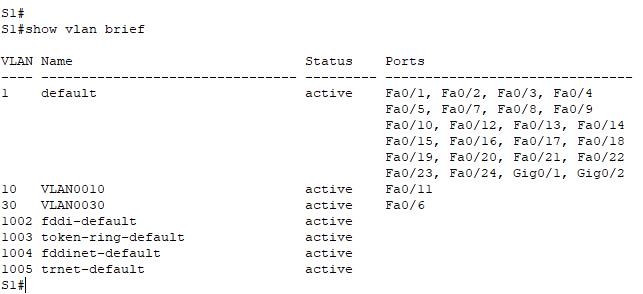 S1#
S1#show vlan brief
VLAN Name                             Status    Ports
---- -------------------------------- --------- -------------------------------
1    default                          active    Fa0/1, Fa0/2, Fa0/3, Fa0/4
                                                Fa0/5, Fa0/7, Fa0/8, Fa0/9
                                                Fa0/10, Fa0/12, Fa0/13, Fa0/14
                                                Fa0/15, Fa0/16, Fa0/17, Fa0/18
                                                Fa0/19, Fa0/20, Fa0/21, Fa0/22
                                                Fa0/23, Fa0/24, Gig0/1, Gig0/2
10   VLAN0010                         active    Fa0/11
30   VLAN0030                         active    Fa0/6
1002 fddi-default                     active
1003 token-ring-default               active
1004 fddinet-default                  active
1005 trnet-default                    active
S1#